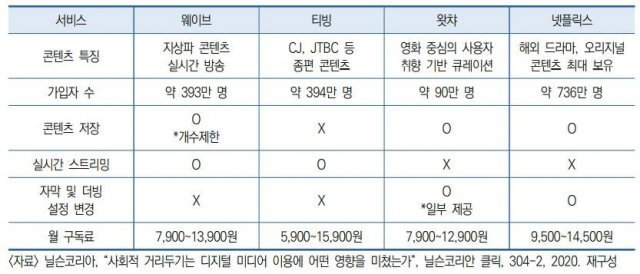 서비스 웨이브 티빙 왓챠 넷플릭스
콘텐츠 특징 지상파 콘텐츠 실시간 방송 CJ, JTBC 등 종편 콘텐츠 영화 중심의 사용자 취향 기반 큐레이션 해외 드라마, 오리지널 콘텐츠 최대 보유
가입자 수 약 393만 명 약 394만 명 약 90만 명 약 736만 명
콘텐츠 저장 O *개수제한 X O O
실시간 스트리밍 O O X X
자막 및 더빙 설정 변경 X X O *일부 제공 O
월 구독료 7,900~13,900원 5,900~15,900원 7,900~12,900원 9,500~14,500원
<자료> 닐슨코리아, “사회적 거리두기는 디지털 미디어 이용에 어떤 영향을 미쳤는가”, 닐슨코리안 클릭, 304-2, 2020. 재구성